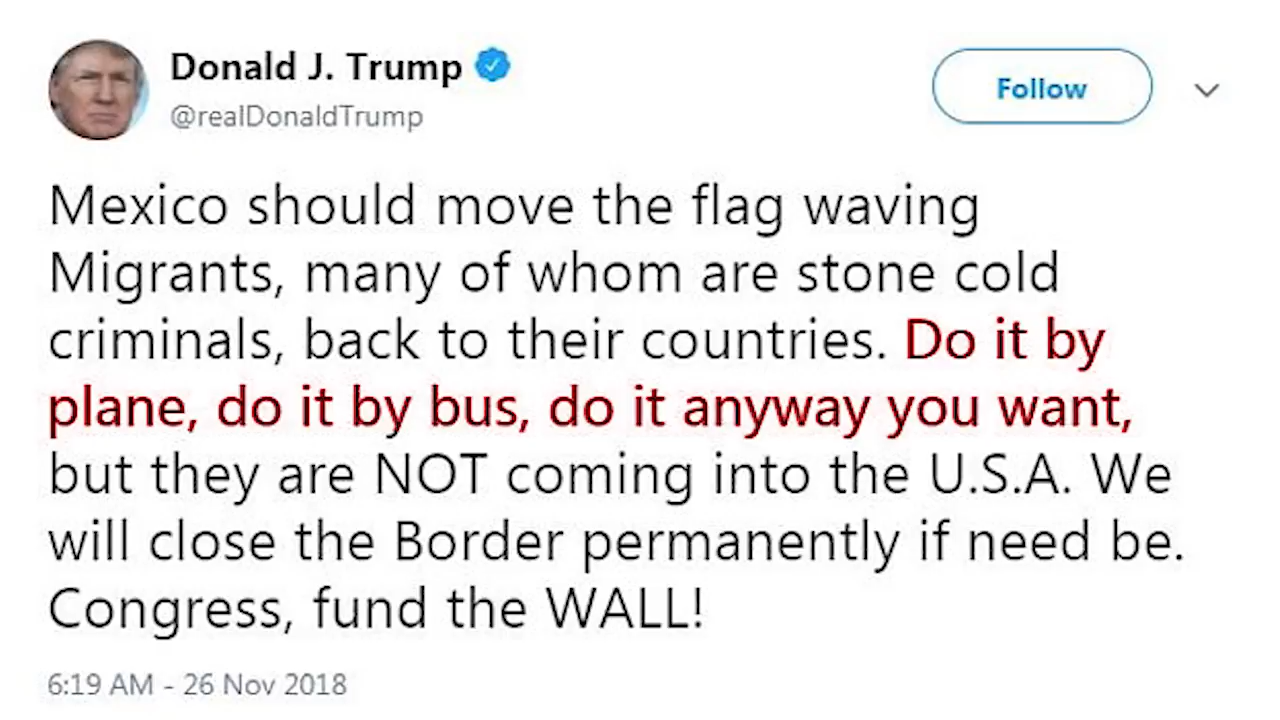 Donald J. Trump
@realDonaldTrump
Follow
Mexico should move the flag waving
Migrants, many of whom are stone cold
criminals, back to their countries. Do it by
plane, do it by bus, do it anyway you want,
but they are NOT coming into the U.S.A. We
will close the Border permanently if need be.
Congress, fund the WALL!
6:19 AM - 26 Nov 2018